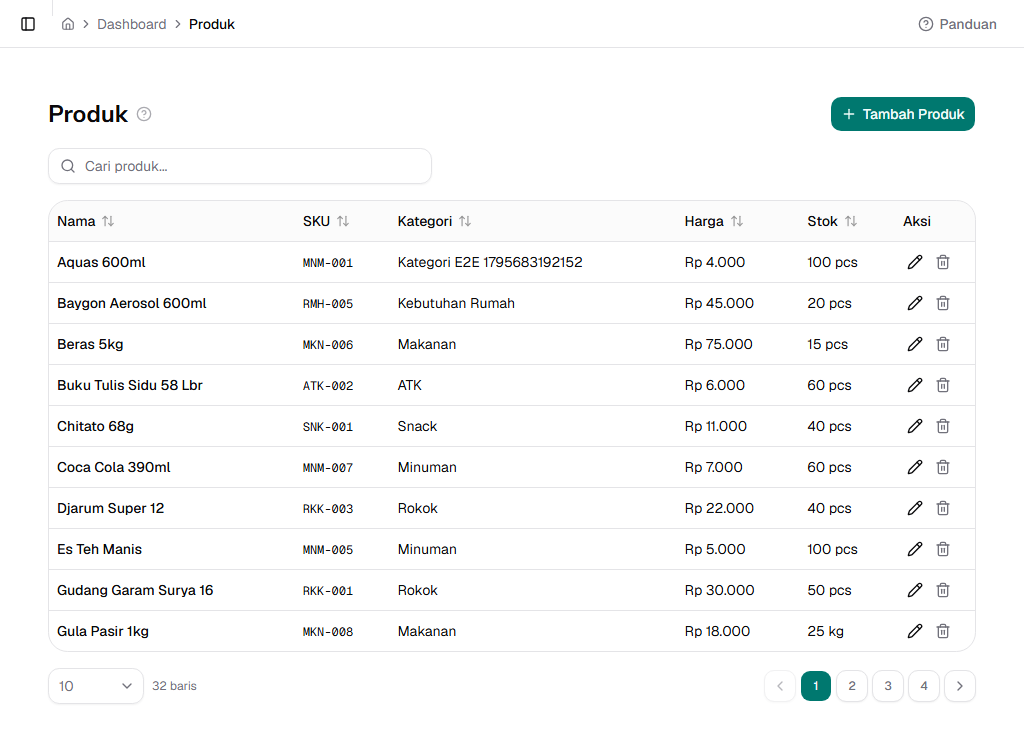 Dashboard Produk Panduan
Produk
+ Tambah Produk
Cari produk...
Nama SKU Kategori Harga Stok Aksi
Aquas 600ml MNM-001 Kategori E2E 1795683192152 Rp 4.000 100 pcs
Baygon Aerosol 600ml RMH-005 Kebutuhan Rumah Rp 45.000 20 pcs
Beras 5kg MKN-006 Makanan Rp 75.000 15 pcs
Buku Tulis Sidu 58 Lbr ATK-002 ATK Rp 6.000 60 pcs
Chitato 68g SNK-001 Snack Rp 11.000 40 pcs
Coca Cola 390ml MNM-007 Minuman Rp 7.000 60 pcs
Djarum Super 12 RKK-003 Rokok Rp 22.000 40 pcs
Es Teh Manis MNM-005 Minuman Rp 5.000 100 pcs
Gudang Garam Surya 16 RKK-001 Rokok Rp 30.000 50 pcs
Gula Pasir 1kg MKN-008 Makanan Rp 18.000 25 kg
10 32 baris 1 2 3 4